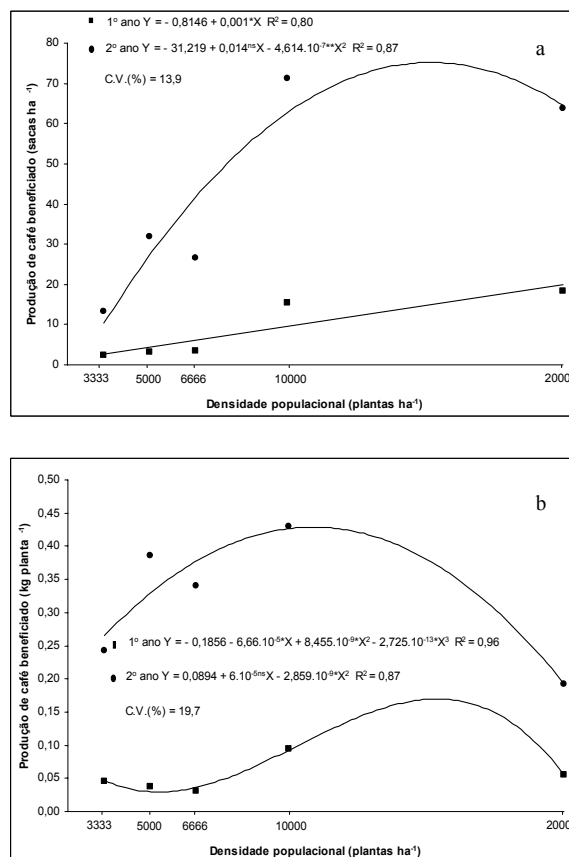 1º ano Y = - 0,8146 + 0,001*X R² = 0,80
2º ano Y = - 31,219 + 0,014ⁿˢX - 4,614.10⁻⁷**X² R² = 0,87
C.V.(%) = 13,9
a
Produção de café beneficiado (sacas ha ⁻¹)
80
70
60
50
40
30
20
10
0
3333 5000 6666 10000 2000
Densidade populacional (plantas ha⁻¹)
b
Produção de café beneficiado (kg planta ⁻¹)
0,50
0,45
0,40
0,35
0,30
0,25
0,20
0,15
0,10
0,05
0,00
1º ano Y = - 0,1856 - 6,66.10⁻⁵*X + 8,455.10⁻⁹*X² - 2,725.10⁻¹³*X³ R² = 0,96
2º ano Y = 0,0894 + 6.10⁻⁵ⁿˢX - 2,859.10⁻⁹*X² R² = 0,87
C.V.(%) = 19,7
3333 5000 6666 10000 2000
Densidade populacional (plantas ha⁻¹)